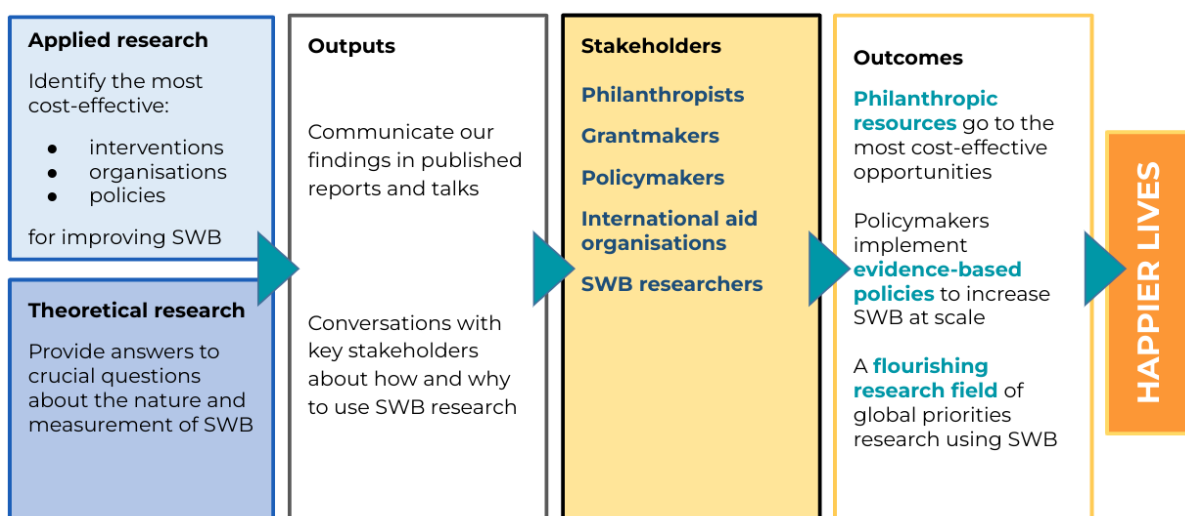 Applied research
Identify the most
cost-effective:
● interventions
● organisations
● policies
for improving SWB
Theoretical research
Provide answers to
crucial questions
about the nature and
measurement of SWB
Outputs
Communicate our
findings in published
reports and talks
Conversations with
key stakeholders
about how and why
to use SWB research
Stakeholders
Philanthropists
Grantmakers
Policymakers
International aid
organisations
SWB researchers
Outcomes
Philanthropic
resources go to the
most cost-effective
opportunities
Policymakers
implement
evidence-based
policies to increase
SWB at scale
A flourishing
research field of
global priorities
research using SWB
HAPPIER LIVES